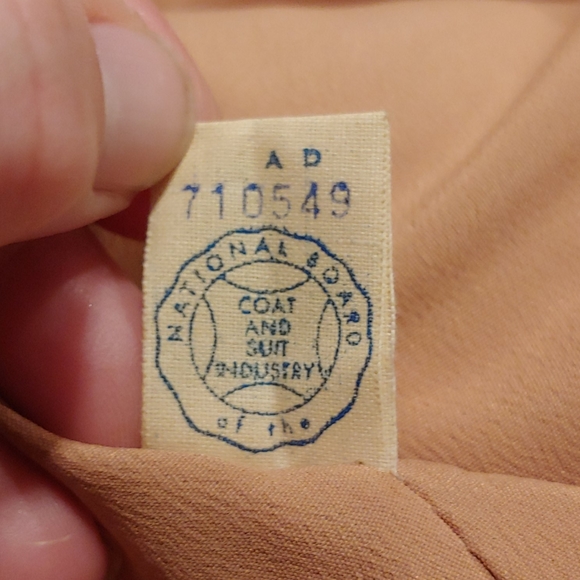 A D
710549
NATIONAL BOARD
of the
COAT
AND
SUIT
INDUSTRY